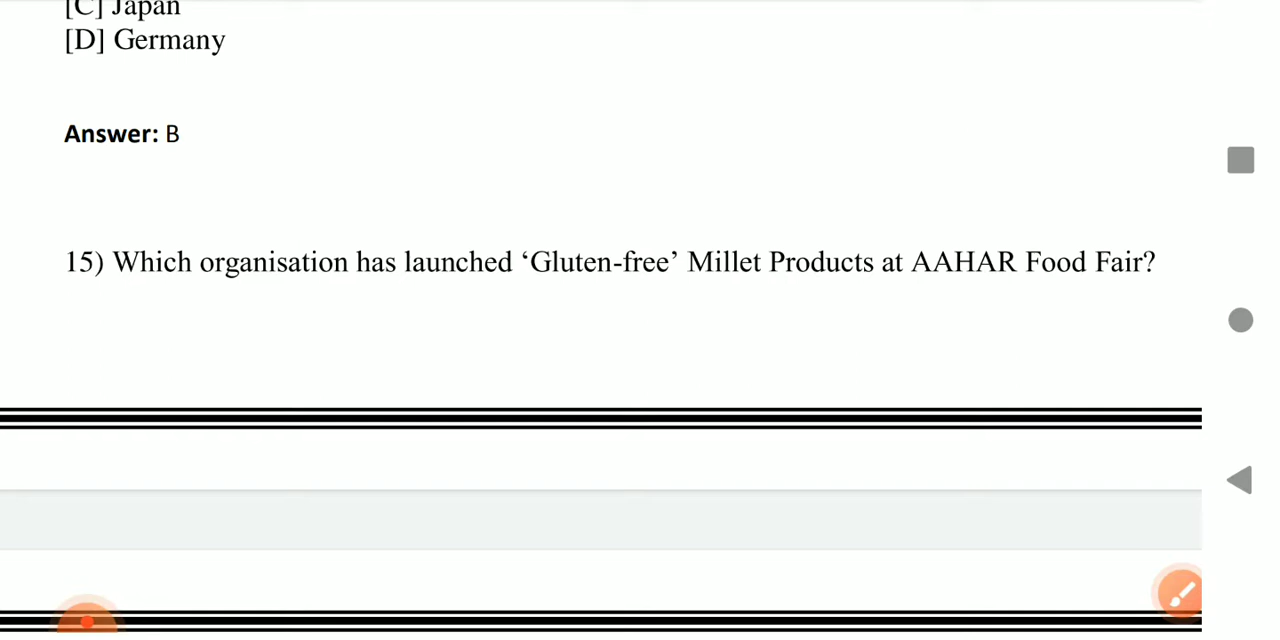 [C] Japan
[D] Germany
Answer: B
15) Which organisation has launched ‘Gluten-free’ Millet Products at AAHAR Food Fair?